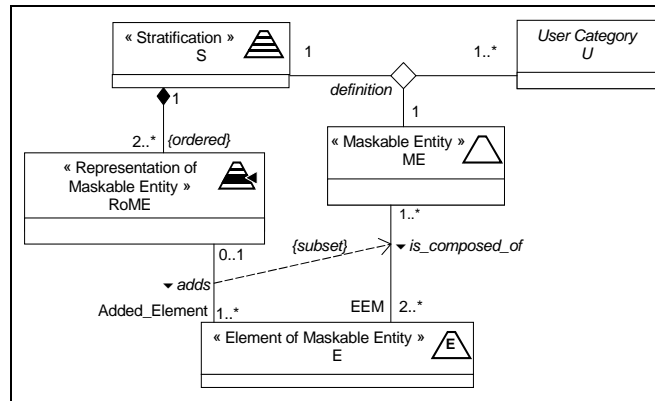 « Stratification »
S
1
1..*
User Category
U
definition
1
1
2..*
{ordered}
« Maskable Entity »
ME
« Representation of
Maskable Entity »
RoME
1..*
0..1
{subset}
is_composed_of
adds
Added_Element
1..*
EEM
2..*
« Element of Maskable Entity »
E
E